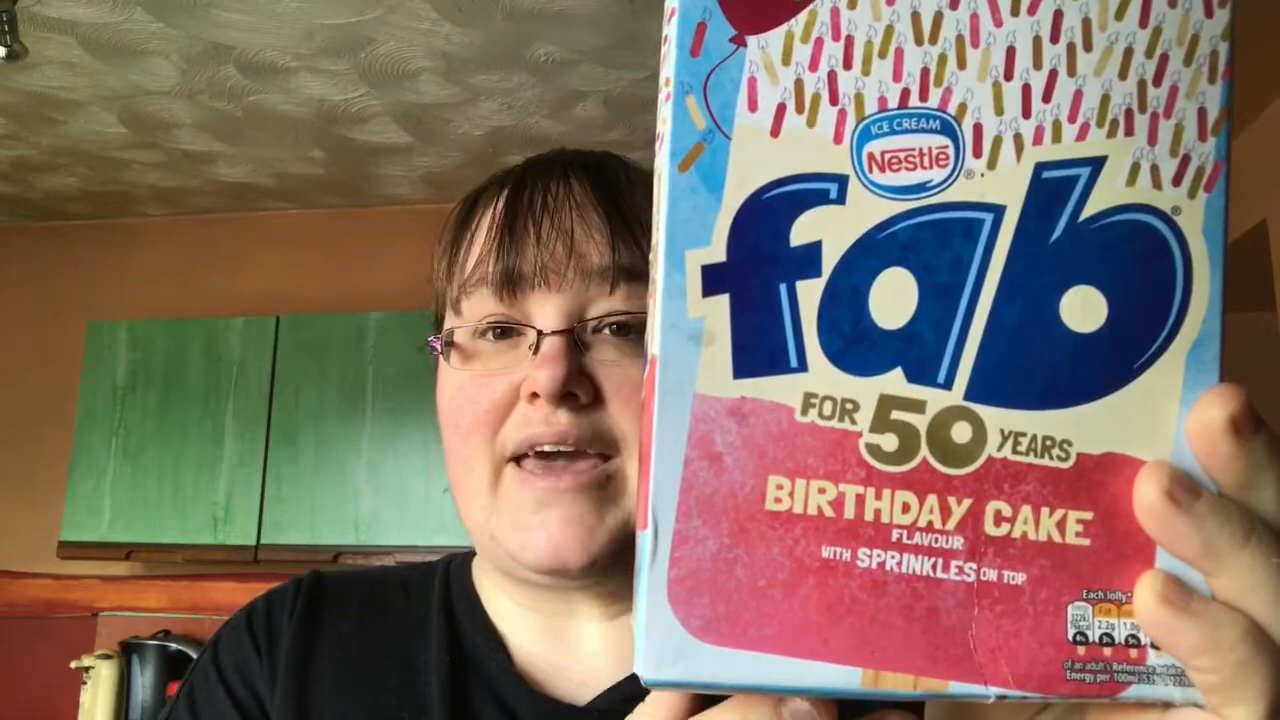 ICE CREAM
Nestlé®
fab®
FOR 50 YEARS
BIRTHDAY CAKE
FLAVOUR
WITH SPRINKLES ON TOP
Each lolly*
Fat
2.2g 1.0g
of an adult's Reference Intake
Energy per 100ml: